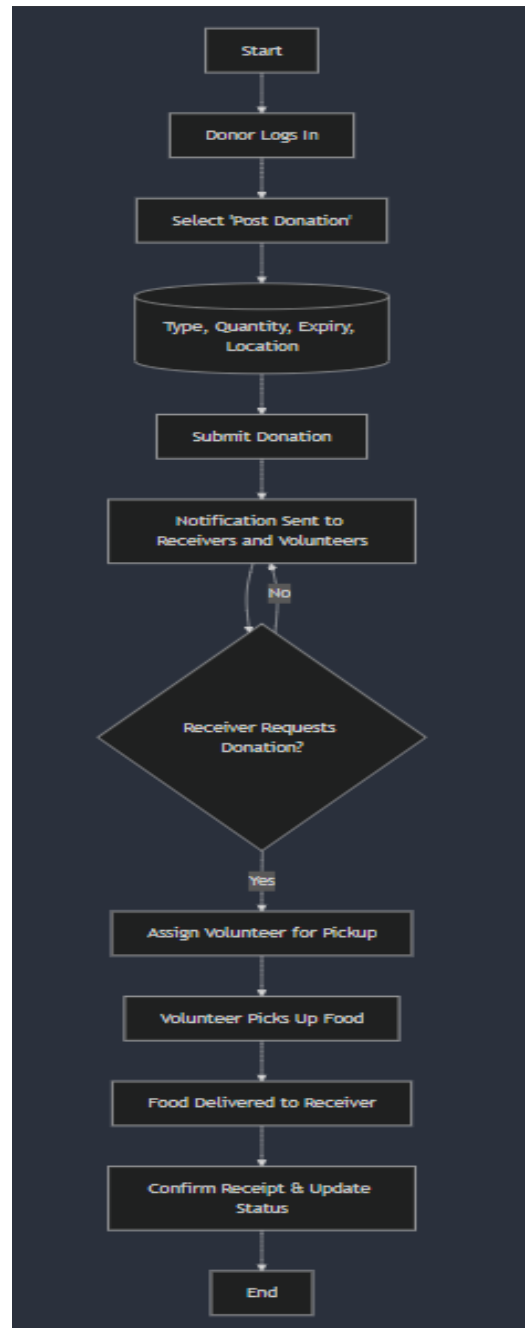 Start
Donor Logs In
Select 'Post Donation'
Type, Quantity, Expiry,
Location
Submit Donation
Notification Sent to
Receivers and Volunteers
No
Receiver Requests
Donation?
Yes
Assign Volunteer for Pickup
Volunteer Picks Up Food
Food Delivered to Receiver
Confirm Receipt & Update
Status
End